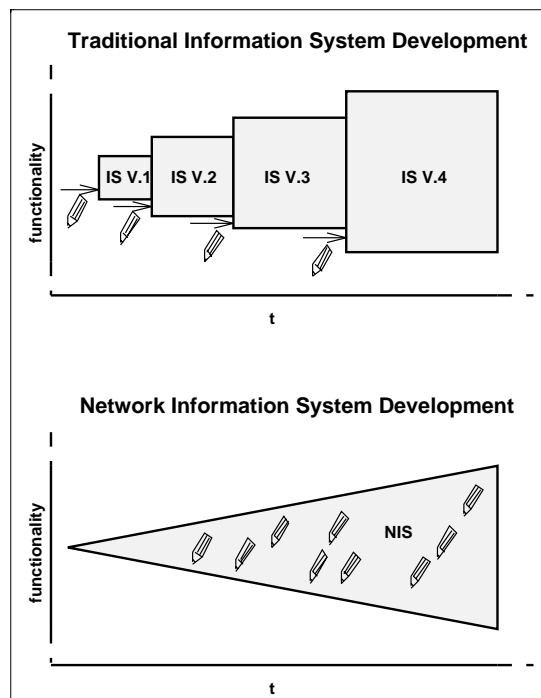 Traditional Information System Development
functionality
IS V.1
IS V.2
IS V.3
IS V.4
t
Network Information System Development
functionality
NIS
t